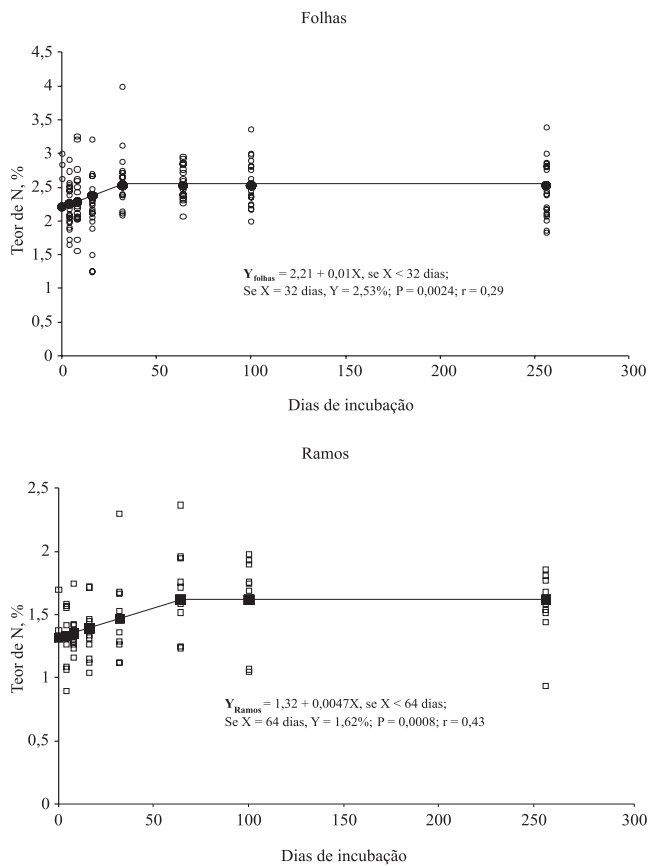 Folhas
4,5
4
3,5
3
2,5
2
1,5
1
0,5
0
Teor de N, %
Y folhas = 2,21 + 0,01X, se X < 32 dias;
Se X = 32 dias, Y = 2,53%; P = 0,0024; r = 0,29
0 50 100 150 200 250 300
Dias de incubação
Ramos
2,5
2
1,5
1
0,5
0
Teor de N, %
Y Ramos = 1,32 + 0,0047X, se X < 64 dias;
Se X = 64 dias, Y = 1,62%; P = 0,0008; r = 0,43
0 50 100 150 200 250 300
Dias de incubação